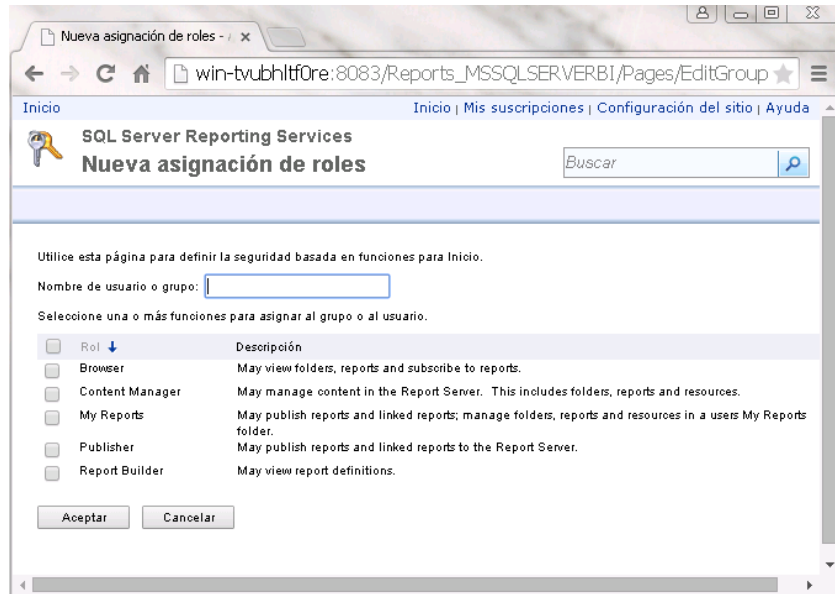 Nueva asignación de roles -
win-tvubhltf0re:8083/Reports_MSSQLSERVERBI/Pages/EditGroup
Inicio
Inicio | Mis suscripciones | Configuración del sitio | Ayuda
SQL Server Reporting Services
Nueva asignación de roles
Buscar
Utilice esta página para definir la seguridad basada en funciones para Inicio.
Nombre de usuario o grupo:
Seleccione una o más funciones para asignar al grupo o al usuario.
Rol Descripción
Browser May view folders, reports and subscribe to reports.
Content Manager May manage content in the Report Server. This includes folders, reports and resources.
My Reports May publish reports and linked reports; manage folders, reports and resources in a users My Reports
folder.
Publisher May publish reports and linked reports to the Report Server.
Report Builder May view report definitions.
Aceptar Cancelar